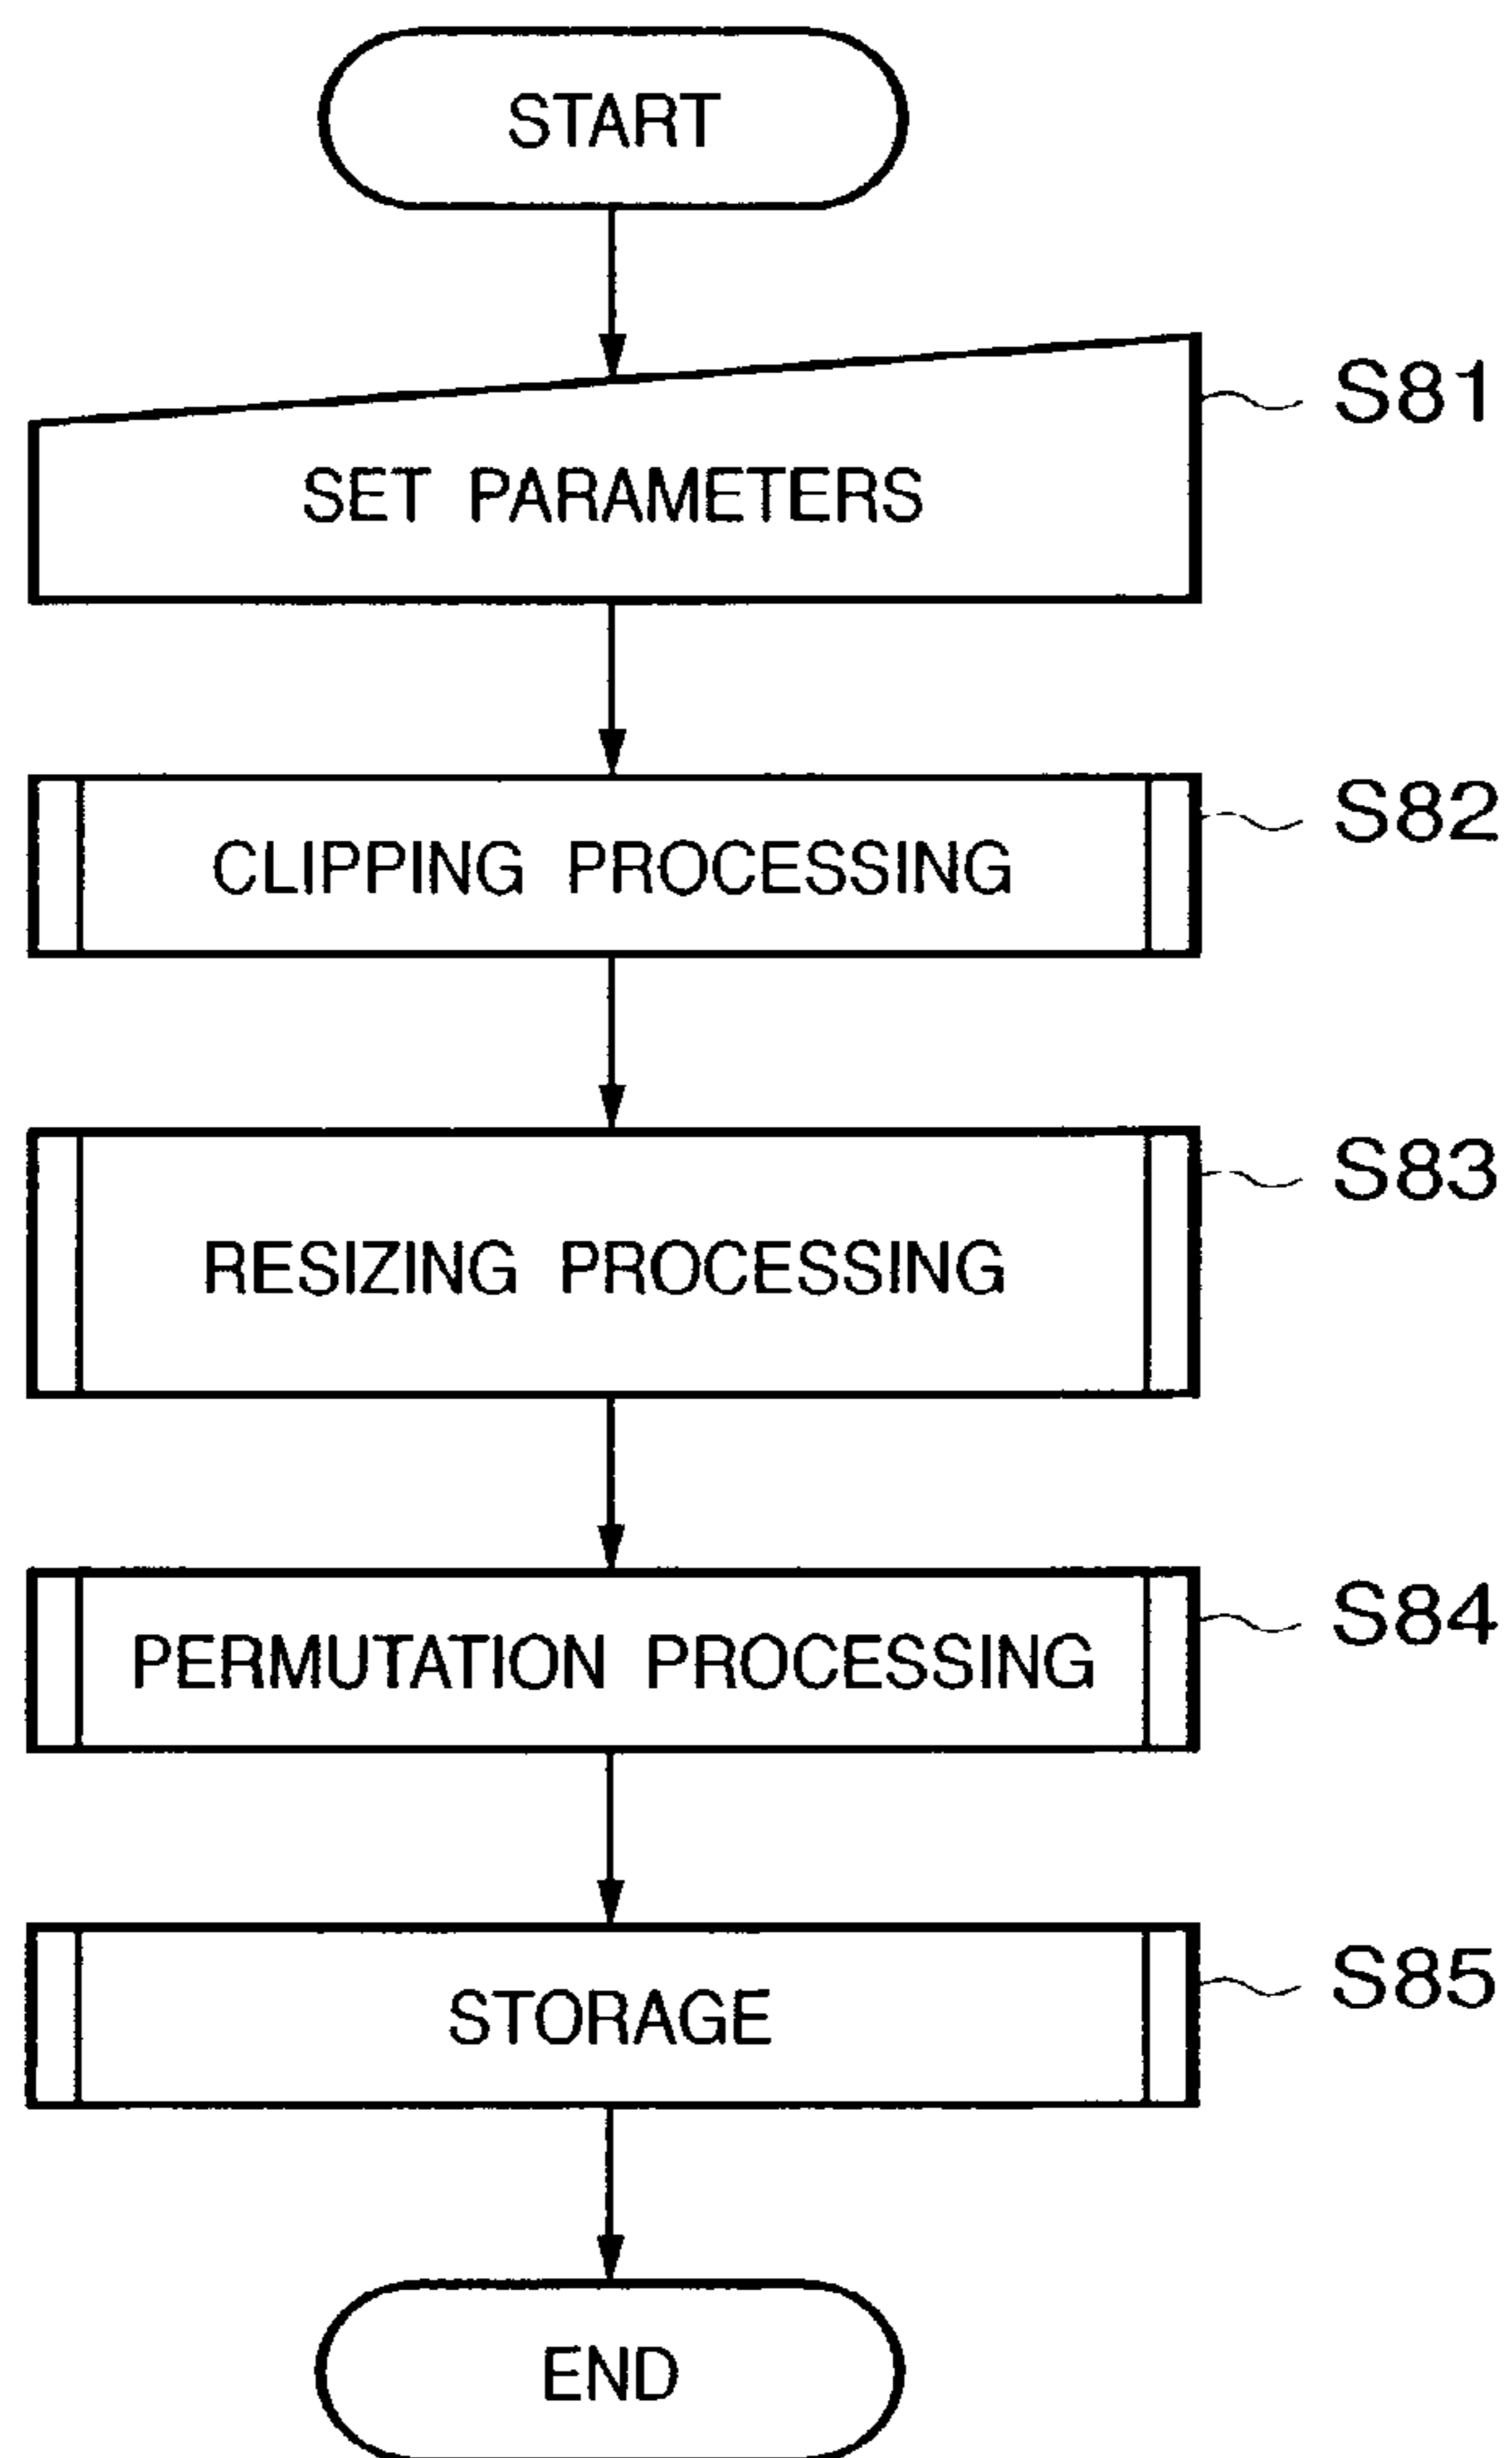 START
S81
SET PARAMETERS
S82
CLIPPING PROCESSING
S83
RESIZING PROCESSING
S84
PERMUTATION PROCESSING
S85
STORAGE
END